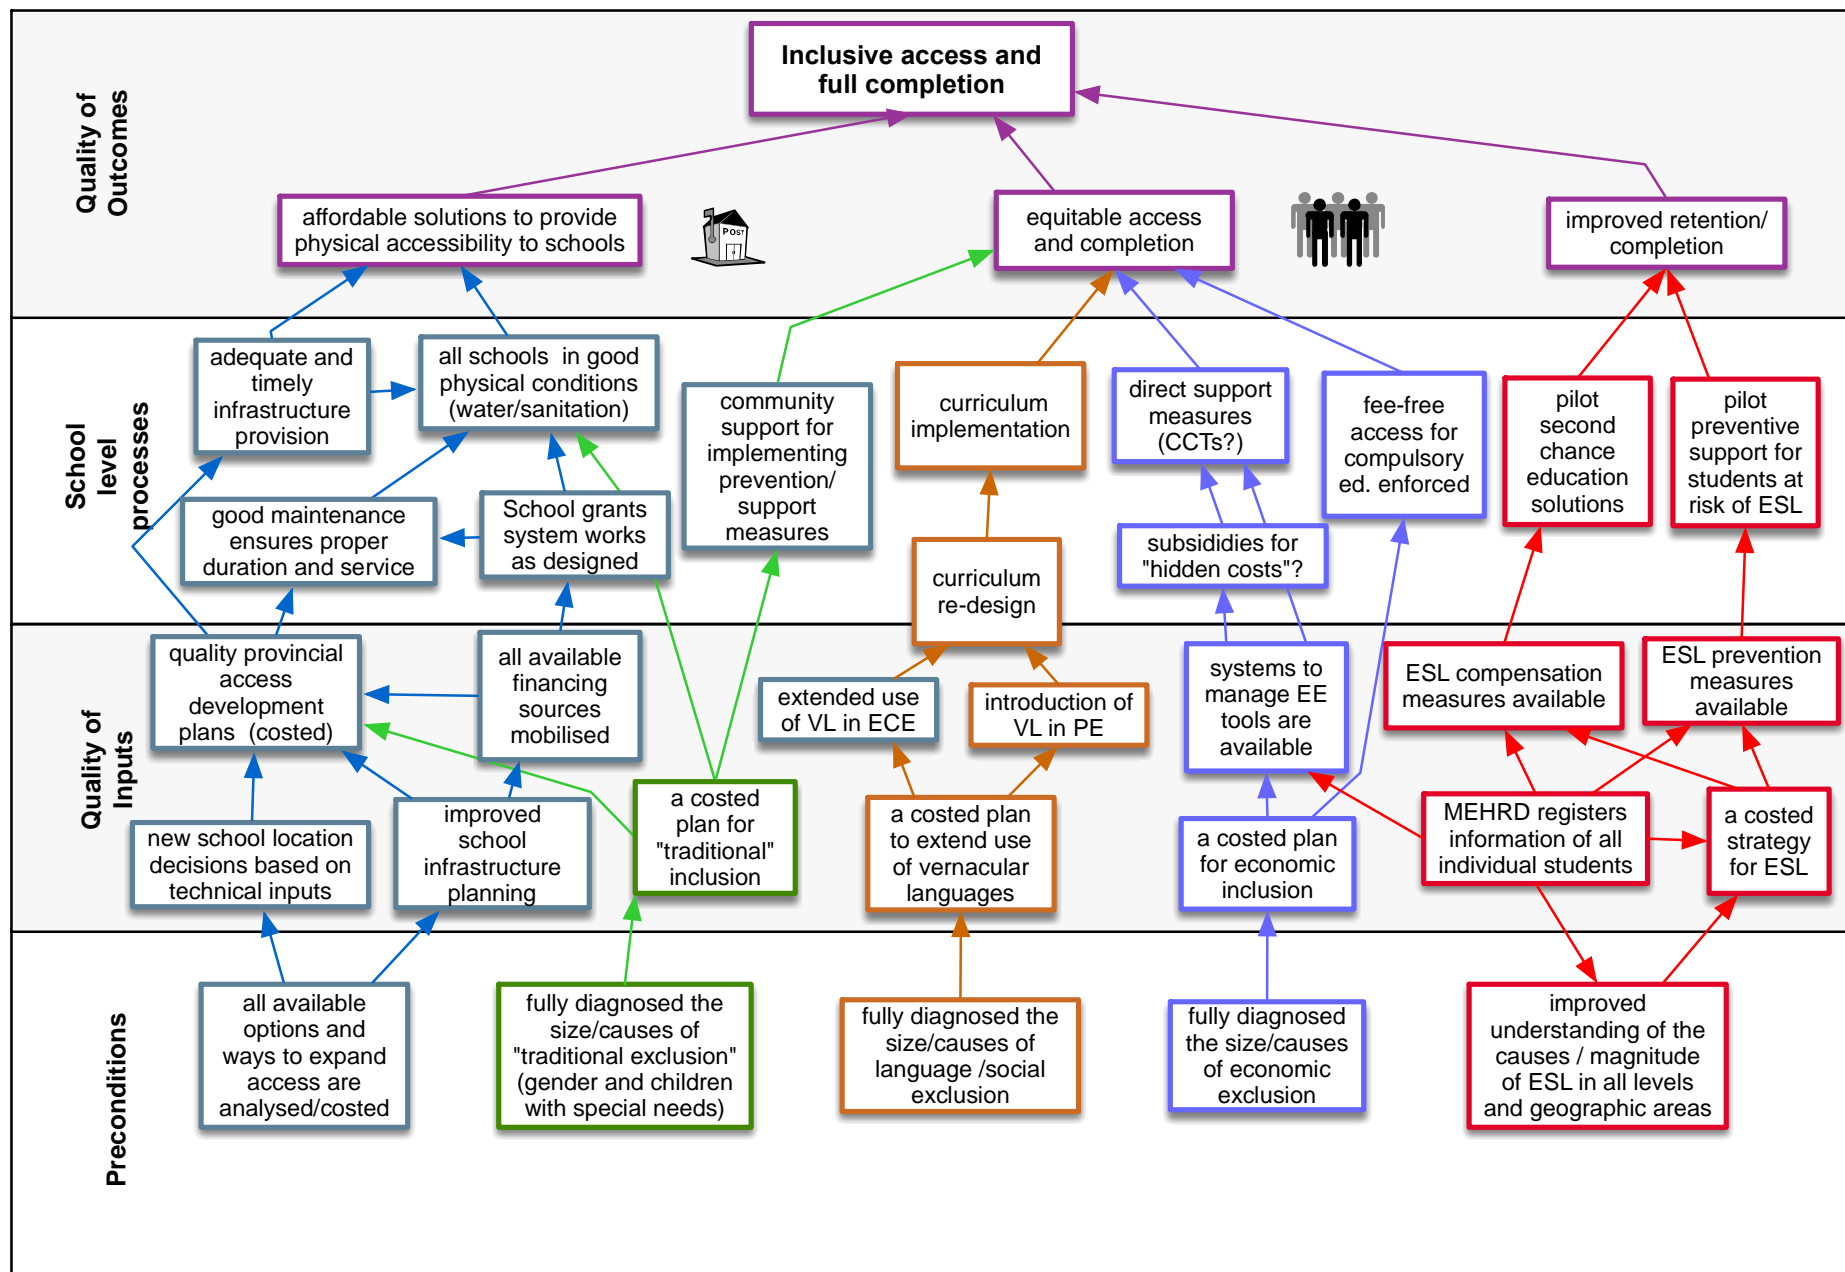 Inclusive access and
full completion
Quality of
Outcomes
affordable solutions to provide
physical accessibility to schools
POST
equitable access
and completion
improved retention/
completion
School
level
processes
adequate and
timely
infrastructure
provision
all schools in good
physical conditions
(water/sanitation)
community
support for
implementing
prevention/
support
measures
curriculum
implementation
direct support
measures
(CCTs?)
fee-free
access for
compulsory
ed. enforced
pilot
second
chance
education
solutions
pilot
preventive
support for
students at
risk of ESL
good maintenance
ensures proper
duration and service
School grants
system works
as designed
curriculum
re-design
subsididies for
"hidden costs"?
Quality of
Inputs
quality provincial
access
development
plans (costed)
all available
financing
sources
mobilised
extended use
of VL in ECE
introduction of
VL in PE
systems to
manage EE
tools are
available
ESL compensation
measures available
ESL prevention
measures
available
new school location
decisions based on
technical inputs
improved
school
infrastructure
planning
a costed
plan for
"traditional"
inclusion
a costed plan
to extend use
of vernacular
languages
a costed plan
for economic
inclusion
MEHRD registers
information of all
individual students
a costed
strategy
for ESL
Preconditions
all available
options and
ways to expand
access are
analysed/costed
fully diagnosed the
size/causes of
"traditional exclusion"
(gender and children
with special needs)
fully diagnosed the
size/causes of
language /social
exclusion
fully diagnosed
the size/causes
of economic
exclusion
improved
understanding of the
causes / magnitude
of ESL in all levels
and geographic areas